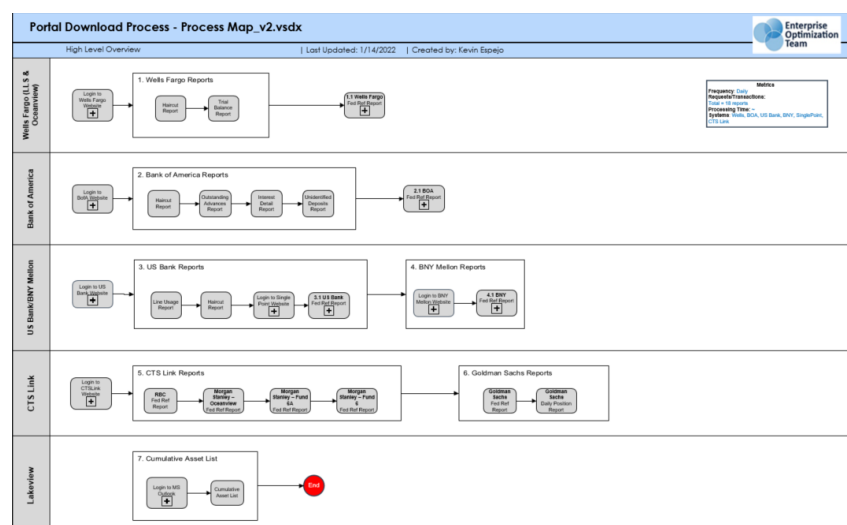 Portal Download Process - Process Map_v2.vsdx
Enterprise
Optimization
Team
High Level Overview
| Last Updated: 1/14/2022
| Created by: Kevin Espejo
Wells Fargo (LLS &
Oceanview)
Login to
Wells Fargo
Website
1. Wells Fargo Reports
Haircut
Report
Trial
Balance
Report
1.1 Wells Fargo
Fed Ref Report
Metrics
Frequency: Daily
Requests/Transactions:
Total = 18 reports
Processing Time: ~
Systems: Wells, BOA, US Bank, BNY, SinglePoint,
CTS Link
Bank of America
Login to
BofA Website
2. Bank of America Reports
Haircut
Report
Outstanding
Advances
Report
Interest
Detail
Report
Unidentified
Deposits
Report
2.1 BOA
Fed Ref Report
US Bank/BNY Mellon
Login to US
Bank Website
3. US Bank Reports
Line Usage
Report
Haircut
Report
Login to Single
Point Website
3.1 US Bank
Fed Ref Report
4. BNY Mellon Reports
Login to BNY
Mellon Website
4.1 BNY
Fed Ref Report
CTS Link
Login to
CTSLink
Website
5. CTS Link Reports
RBC
Fed Ref
Report
Morgan
Stanley –
Oceanview
Fed Ref Report
Morgan
Stanley – Fund
6A
Fed Ref Report
Morgan
Stanley – Fund
6
Fed Ref Report
6. Goldman Sachs Reports
Goldman
Sachs
Fed Ref
Report
Goldman
Sachs
Daily Position
Report
Lakeview
7. Cumulative Asset List
Login to MS
Outlook
Cumulative
Asset List
End